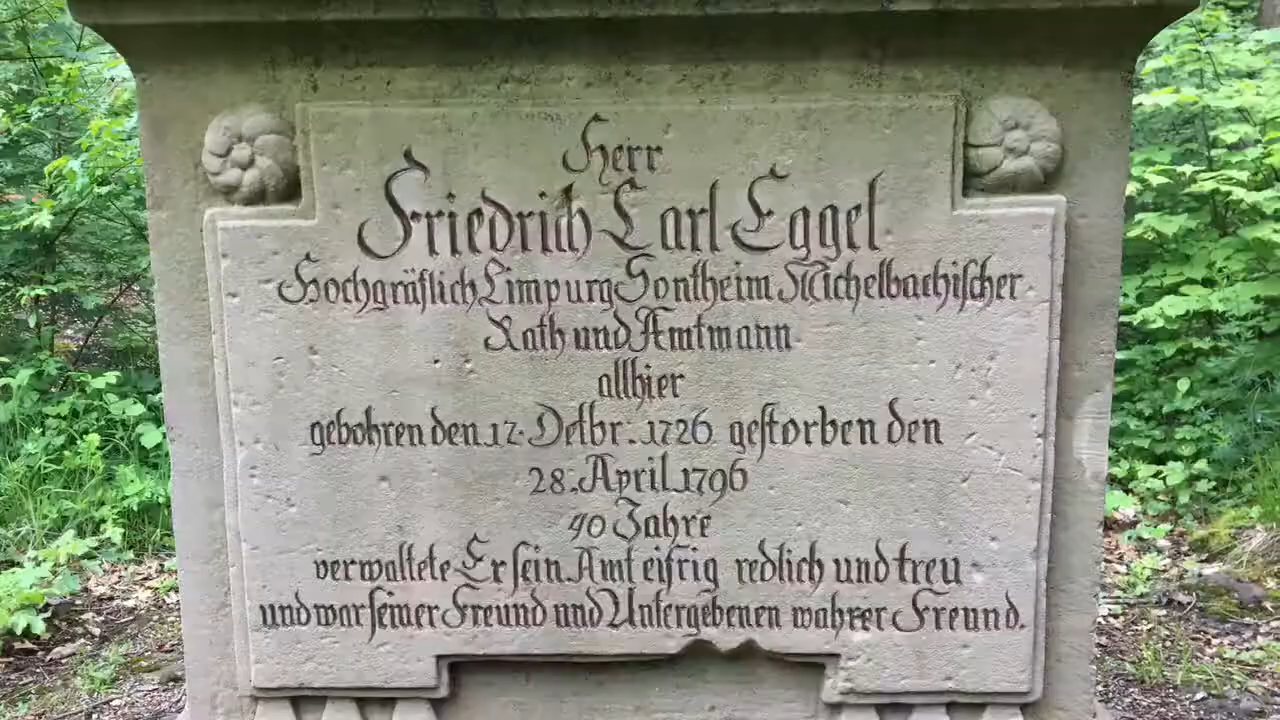 Herr
Friedrich Carl Eggel
Hochgräflich Limpurg Sontheim Michelbachischer
Rath und Amtmann
allhier
gebohren den 17. Octbr. 1726 gestorben den
28. April 1796
40 Jahre
verwaltete Er sein Amt eifrig redlich und treu
und war seiner Freund und Untergebenen wahrer Freund.